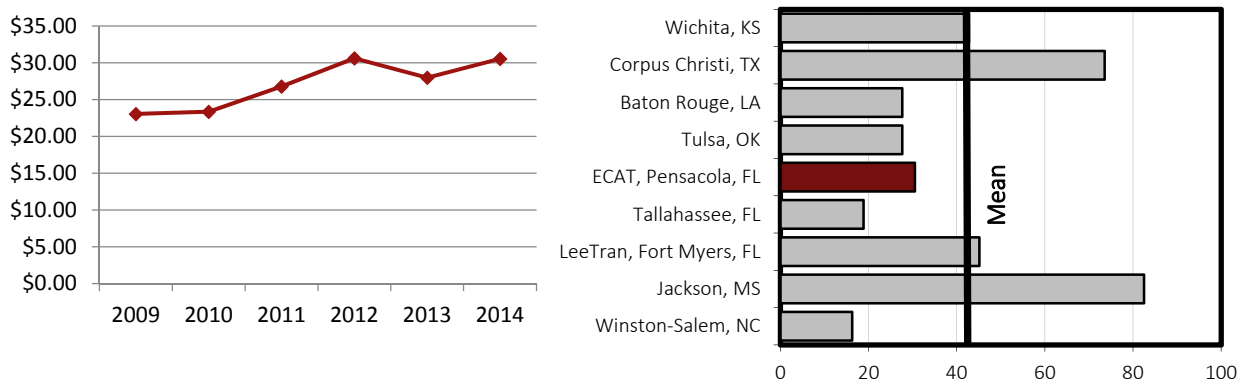 $35.00
$30.00
$25.00
$20.00
$15.00
$10.00
$5.00
$0.00
2009 2010 2011 2012 2013 2014
Wichita, KS
Corpus Christi, TX
Baton Rouge, LA
Tulsa, OK
ECAT, Pensacola, FL
Tallahassee, FL
LeeTran, Fort Myers, FL
Jackson, MS
Winston-Salem, NC
Mean
0 20 40 60 80 100